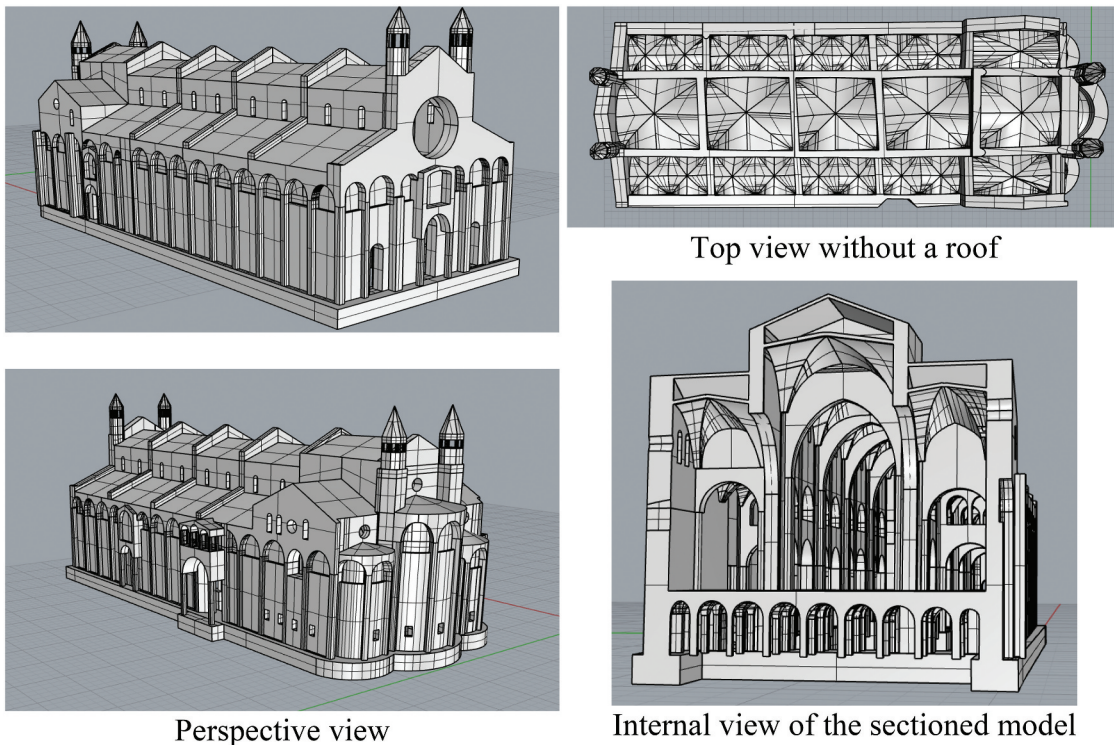 Top view without a roof
Perspective view
Internal view of the sectioned model